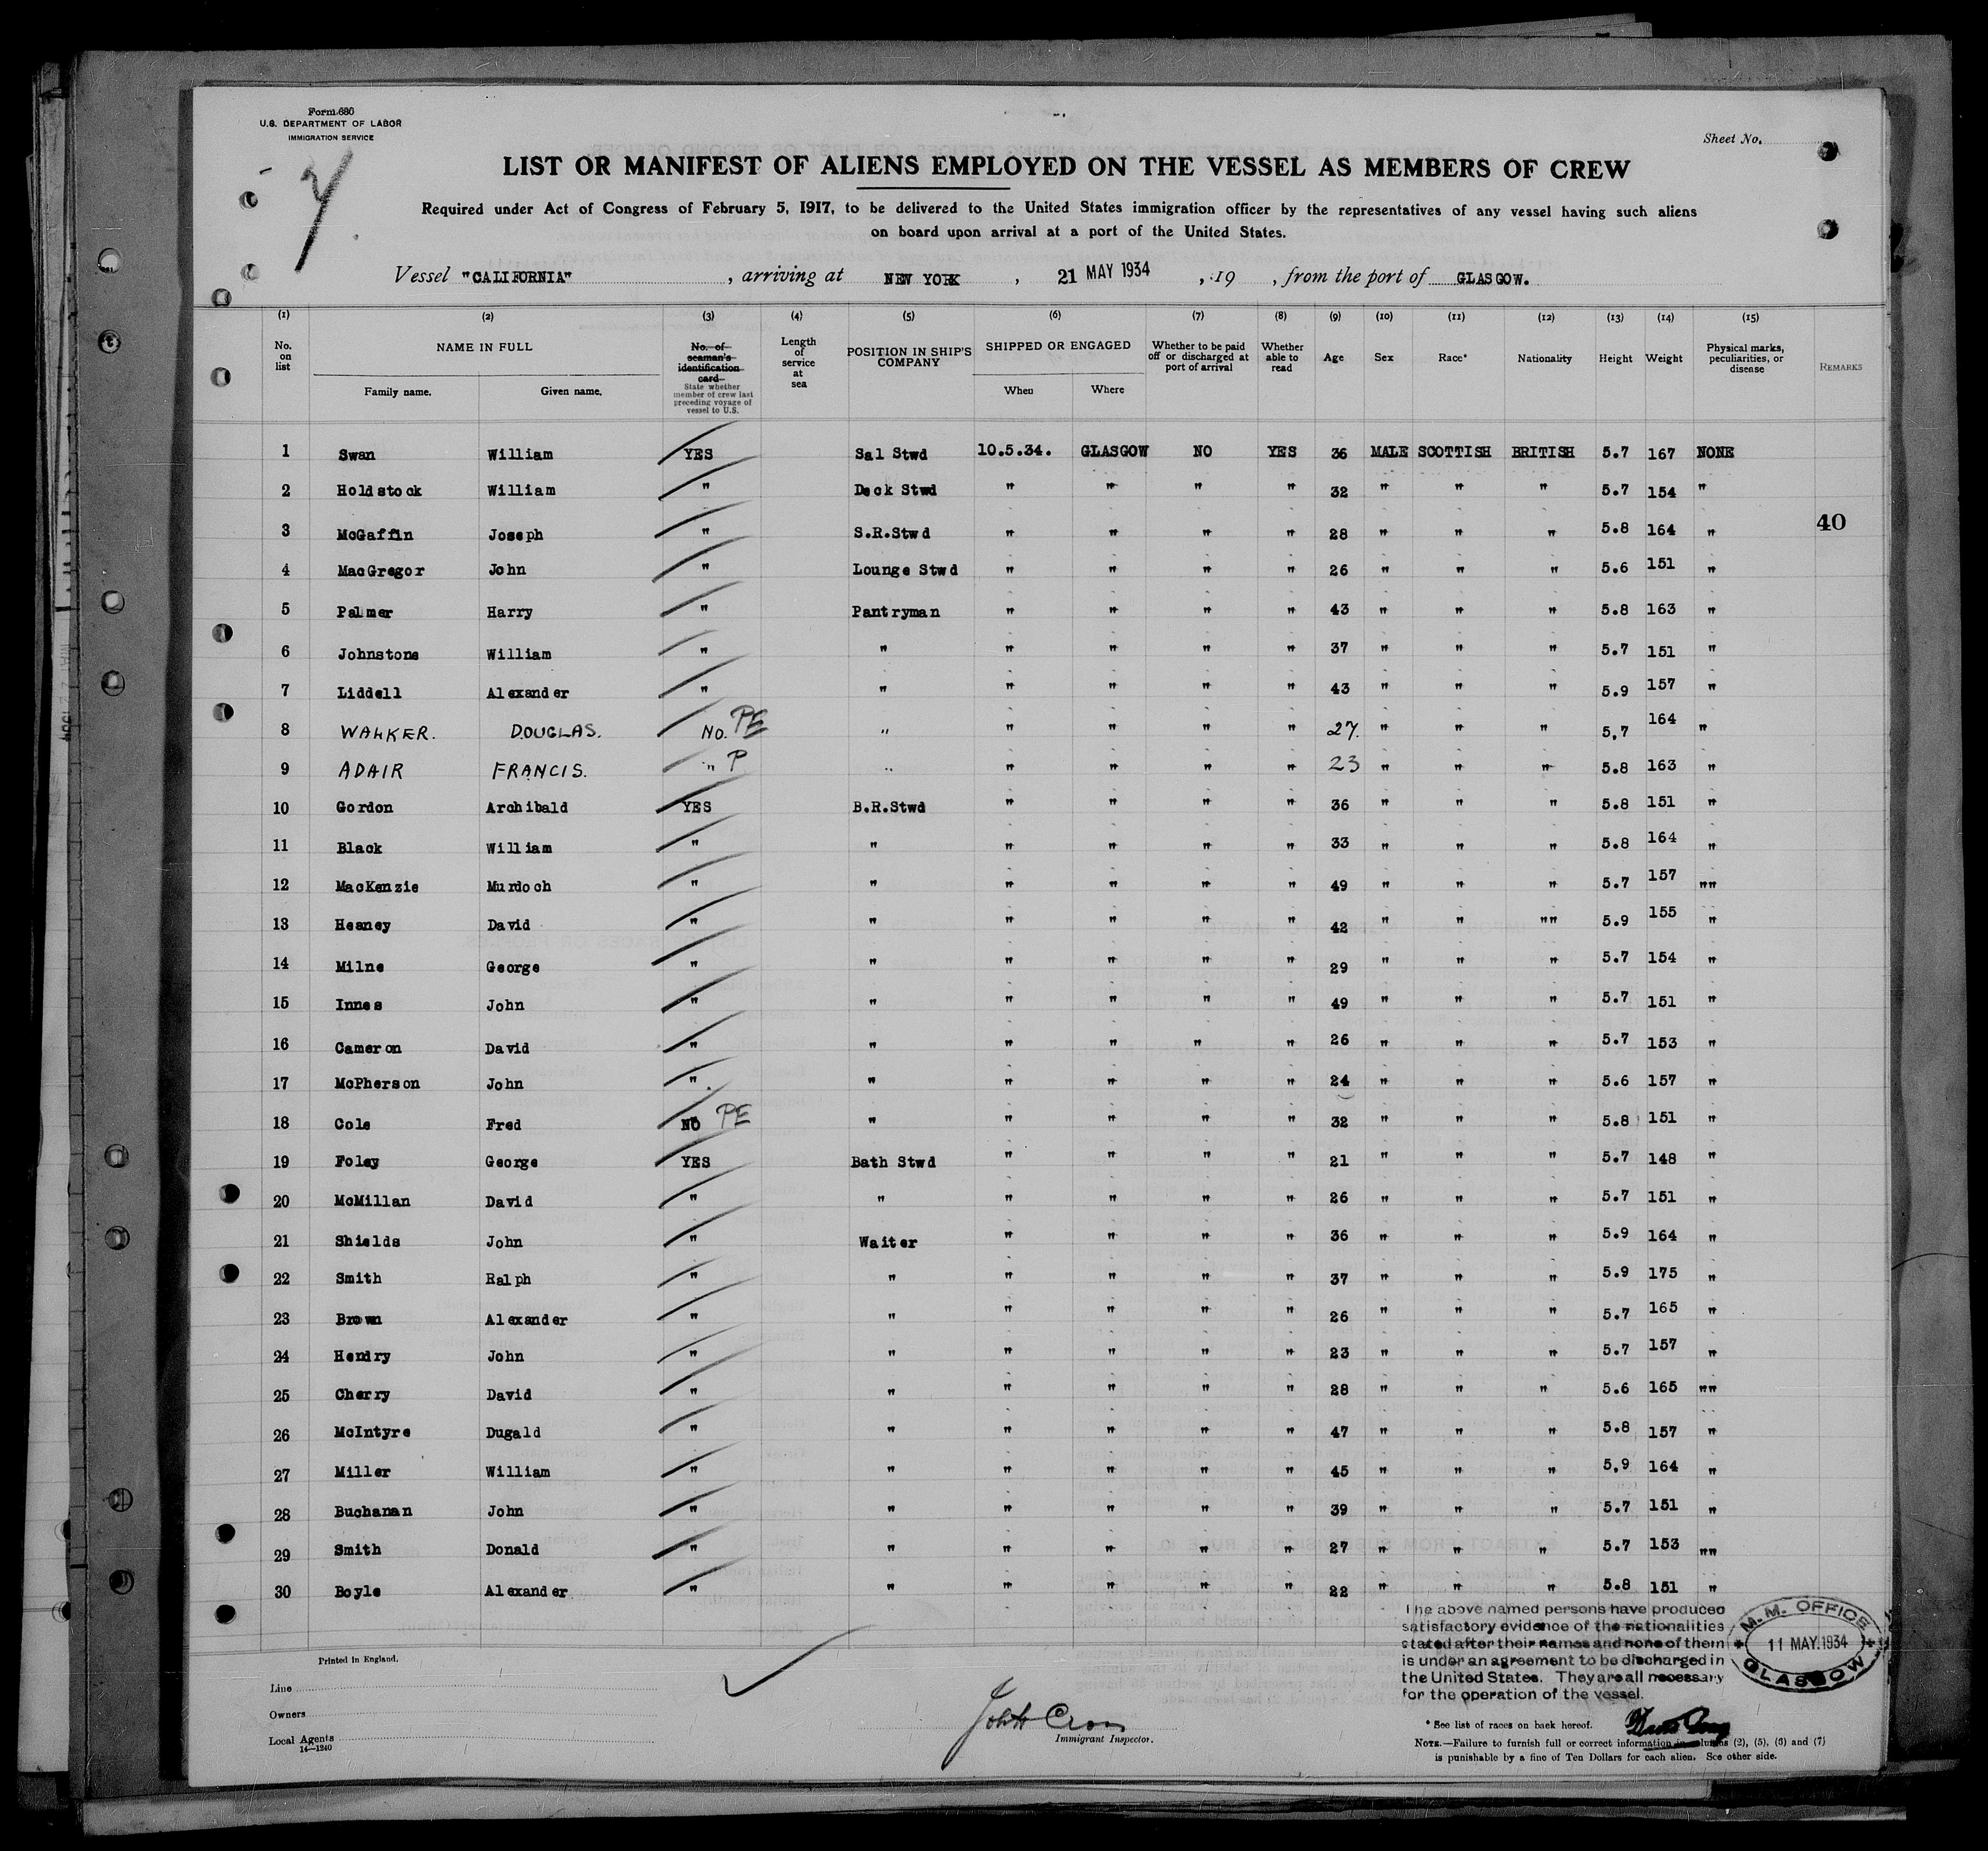 Form 680
U.S. DEPARTMENT OF LABOR
IMMIGRATION SERVICE
Sheet No.
LIST OR MANIFEST OF ALIENS EMPLOYED ON THE VESSEL AS MEMBERS OF CREW
Required under Act of Congress of February 5, 1917, to be delivered to the United States immigration officer by the representatives of any vessel having such aliens
on board upon arrival at a port of the United States.
Vessel "CALIFORNIA", arriving at NEW YORK, 21 MAY 1934, 19 , from the port of GLASGOW.
(1) (2) (3) (4) (5) (6) (7) (8) (9) (10) (11) (12) (13) (14) (15)
No. on list NAME IN FULL Family name. Given name. No. of seaman's identification card State whether member of crew last preceding voyage of vessel to U.S. Length of service at sea POSITION IN SHIP'S COMPANY SHIPPED OR ENGAGED When Where Whether to be paid off or discharged at port of arrival Whether able to read Age Sex Race* Nationality Height Weight Physical marks, peculiarities, or disease REMARKS
1 Swan William YES Sal Stwd 10.5.34. GLASGOW NO YES 36 MALE SCOTTISH BRITISH 5.7 167 NONE
2 Holdstock William " Deck Stwd " " " " 32 " " " 5.7 154 "
3 McGaffin Joseph " S.R.Stwd " " " " 28 " " " 5.8 164 " 40
4 MacGregor John " Lounge Stwd " " " " 26 " " " 5.6 151 "
5 Palmer Harry " Pantryman " " " " 43 " " " 5.8 163 "
6 Johnstone William " " " " " " 37 " " " 5.7 151 "
7 Liddell Alexander " " " " " " 43 " " " 5.9 157 "
8 WALKER. DOUGLAS. No. PE " " " " " 27. " " " 5,7 164 "
9 ADAIR FRANCIS. " P " " " " " 23 " " " 5.8 163 "
10 Gordon Archibald YES B.R.Stwd " " " " 36 " " " 5.8 151 "
11 Black William " " " " " " 33 " " " 5.8 164 "
12 MacKenzie Murdoch " " " " " " 49 " " " 5.7 157 ""
13 Heaney David " " " " " " 42 " " "" 5.9 155 "
14 Milne George " " " " " " 29 " " " 5.7 154 "
15 Innes John " " " " " " 49 " " " 5.7 151 "
16 Cameron David " " " " " " 26 " " " 5.7 153 "
17 McPherson John " " " " " " 24 " " " 5.6 157 "
18 Cole Fred NO PE " " " " " 32 " " " 5.8 151 "
19 Foley George YES Bath Stwd " " " " 21 " " " 5.7 148 "
20 McMillan David " " " " " " 26 " " " 5.7 151 "
21 Shields John " Waiter " " " " 36 " " " 5.9 164 "
22 Smith Ralph " " " " " " 37 " " " 5.9 175 "
23 Brown Alexander " " " " " " 26 " " " 5.7 165 "
24 Hendry John " " " " " " 23 " " " 5.7 157 "
25 Cherry David " " " " " " 28 " " " 5.6 165 ""
26 McIntyre Dugald " " " " " " 47 " " " 5.8 157 "
27 Miller William " " " " " " 45 " " " 5,9 164 "
28 Buchanan John " " " " " " 39 " " " 5.7 151 "
29 Smith Donald " " " " " " 27 " " " 5.7 153 ""
30 Boyle Alexander " " " " " " 22 " " " 5.8 151 "
The above named persons have produced
satisfactory evidence of the nationalities
stated after their names and none of them
is under an agreement to be discharged in
the United States. They are all necessary
for the operation of the vessel.
M.M. OFFICE
11 MAY.1934
GLASGOW
Printed in England.
Line
Owners
Local Agents
14—1240
John Cron
Immigrant Inspector.
* See list of races on back hereof.
NOTE.—Failure to furnish full or correct information in columns (2), (5), (6) and (7)
is punishable by a fine of Ten Dollars for each alien. See other side.